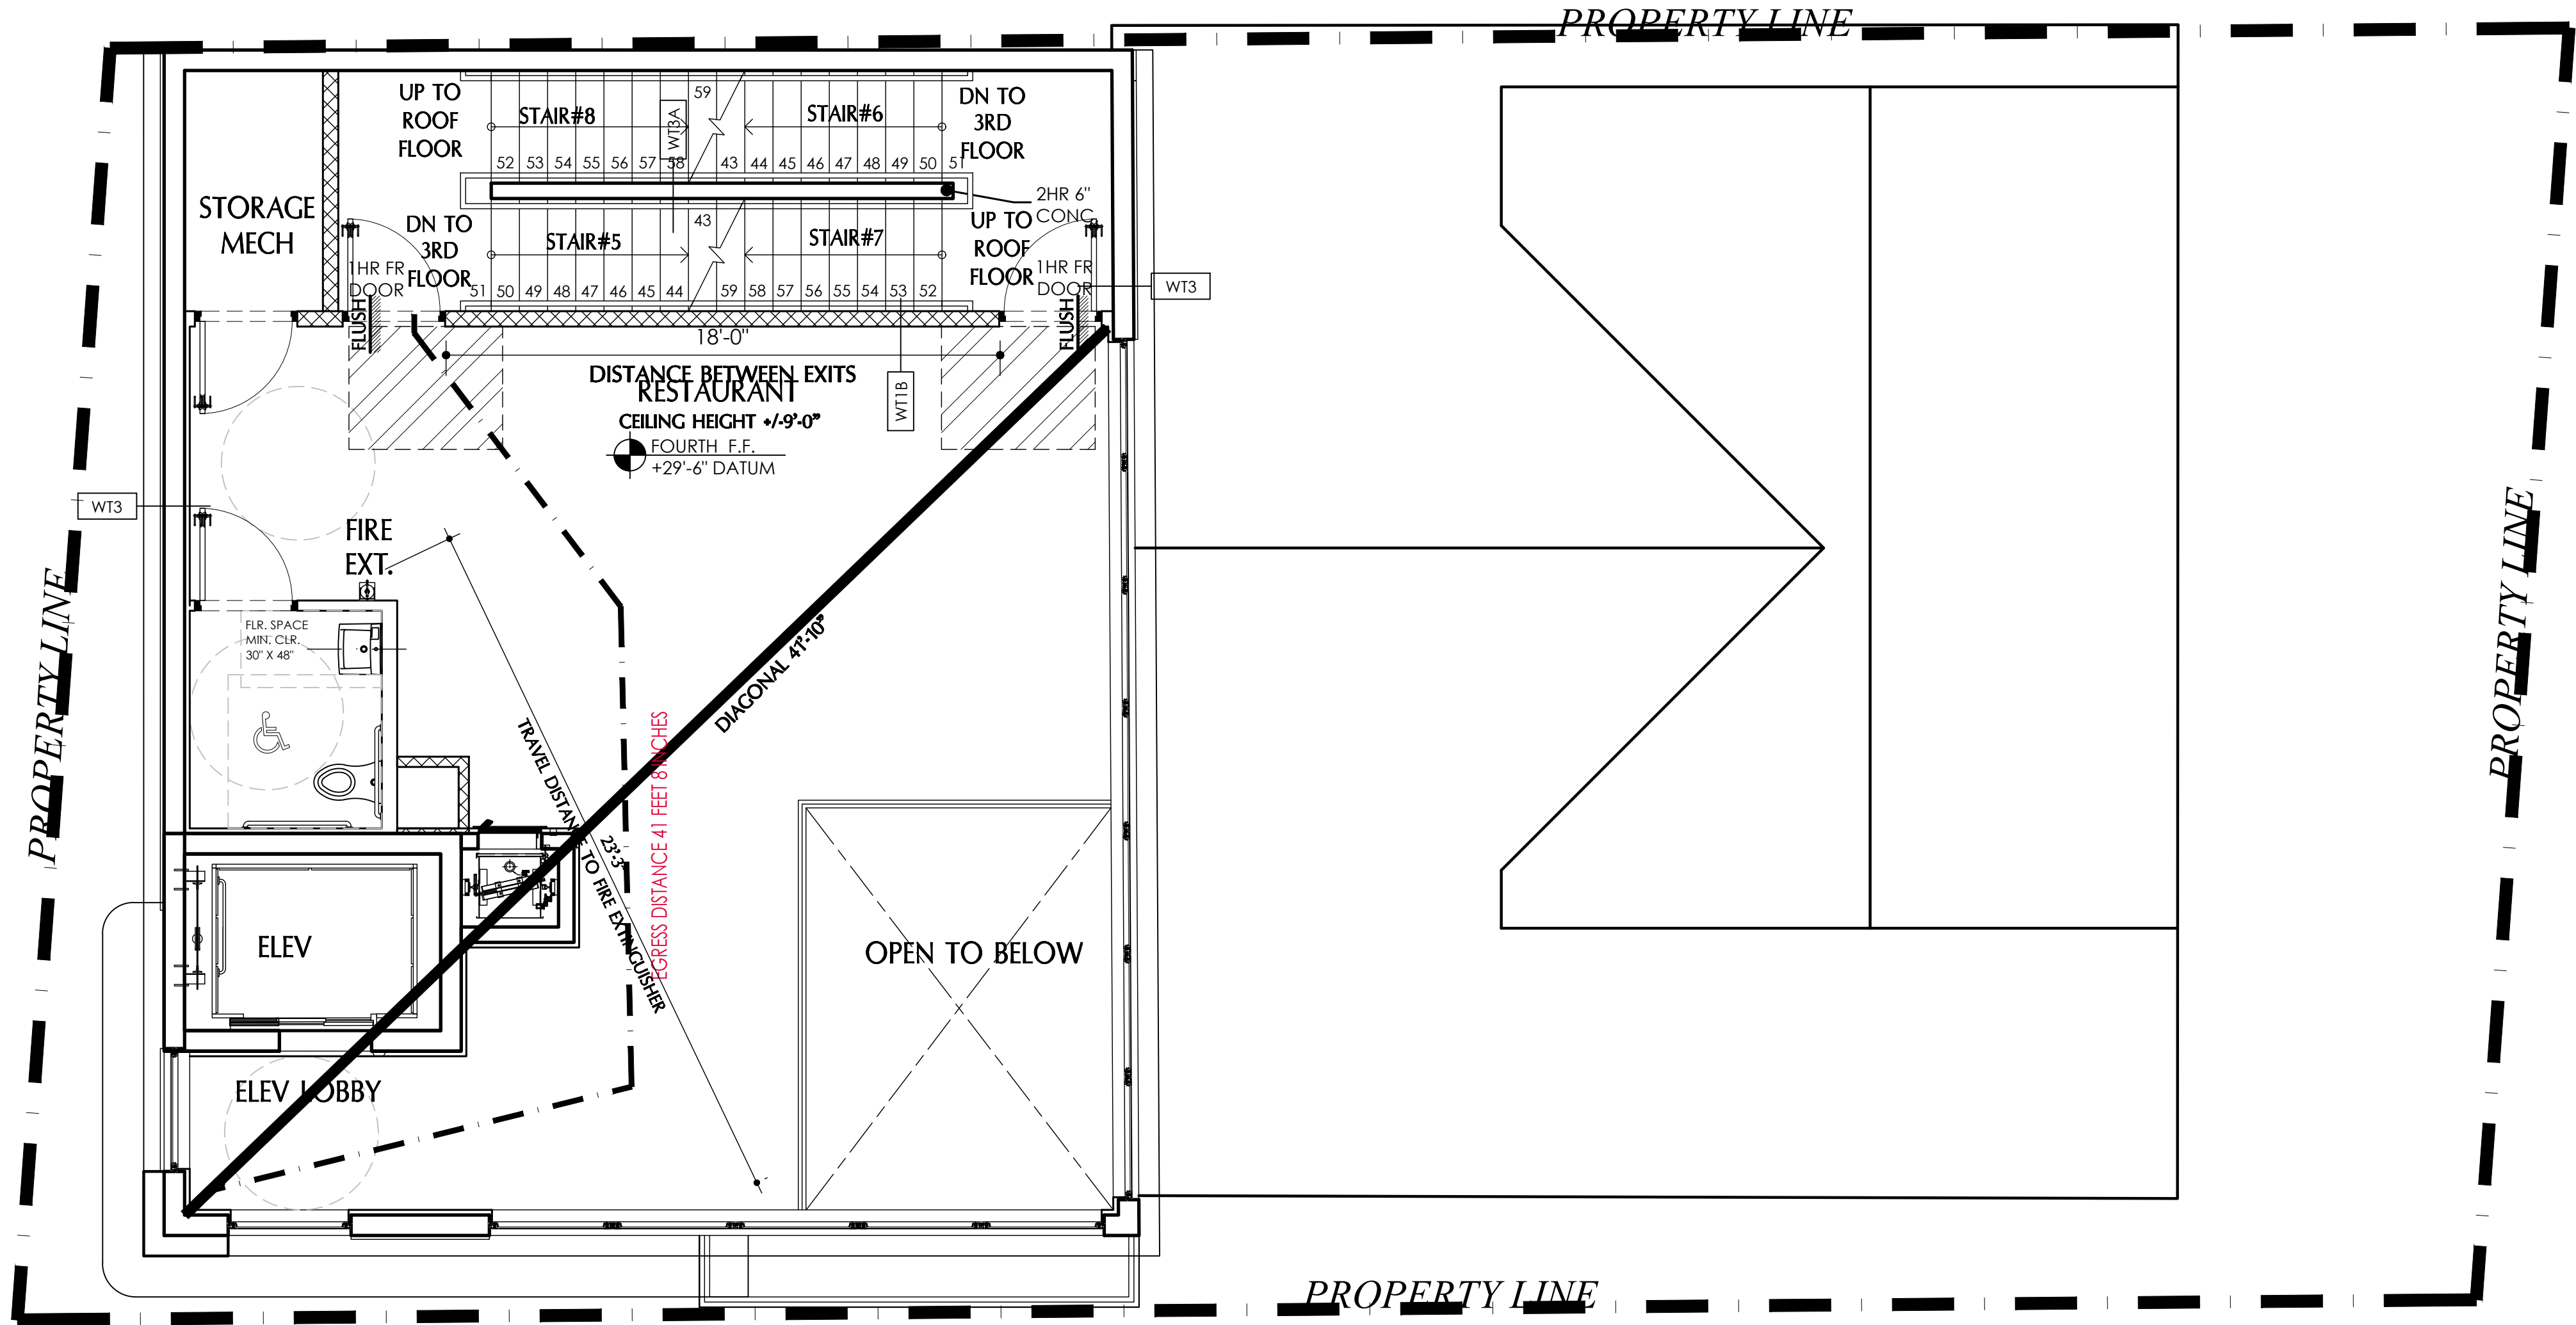 PROPERTY LINE
UP TO
ROOF
FLOOR
STAIR#8
WT3A
59
STAIR#6
DN TO
3RD
FLOOR
52 53 54 55 56 57 58 43 44 45 46 47 48 49 50 51
STORAGE
MECH
2HR 6"
CONC
DN TO
3RD
FLOOR
STAIR#5
43
STAIR#7
UP TO
ROOF
FLOOR
1HR FR
DOOR
1HR FR
DOOR
WT3
51 50 49 48 47 46 45 44 59 58 57 56 55 54 53 52
FLUSH
FLUSH
18'-0"
DISTANCE BETWEEN EXITS
RESTAURANT
CEILING HEIGHT +/-9'-0"
WT1B
FOURTH F.F.
+29'-6" DATUM
WT3
FIRE
EXT.
FLR. SPACE
MIN. CLR.
30" X 48"
DIAGONAL 41'-10"
EGRESS DISTANCE 41 FEET 8 INCHES
TRAVEL DISTANCE TO FIRE EXTINGUISHER
23'-3"
PROPERTY LINE
PROPERTY LINE
ELEV
OPEN TO BELOW
ELEV LOBBY
PROPERTY LINE